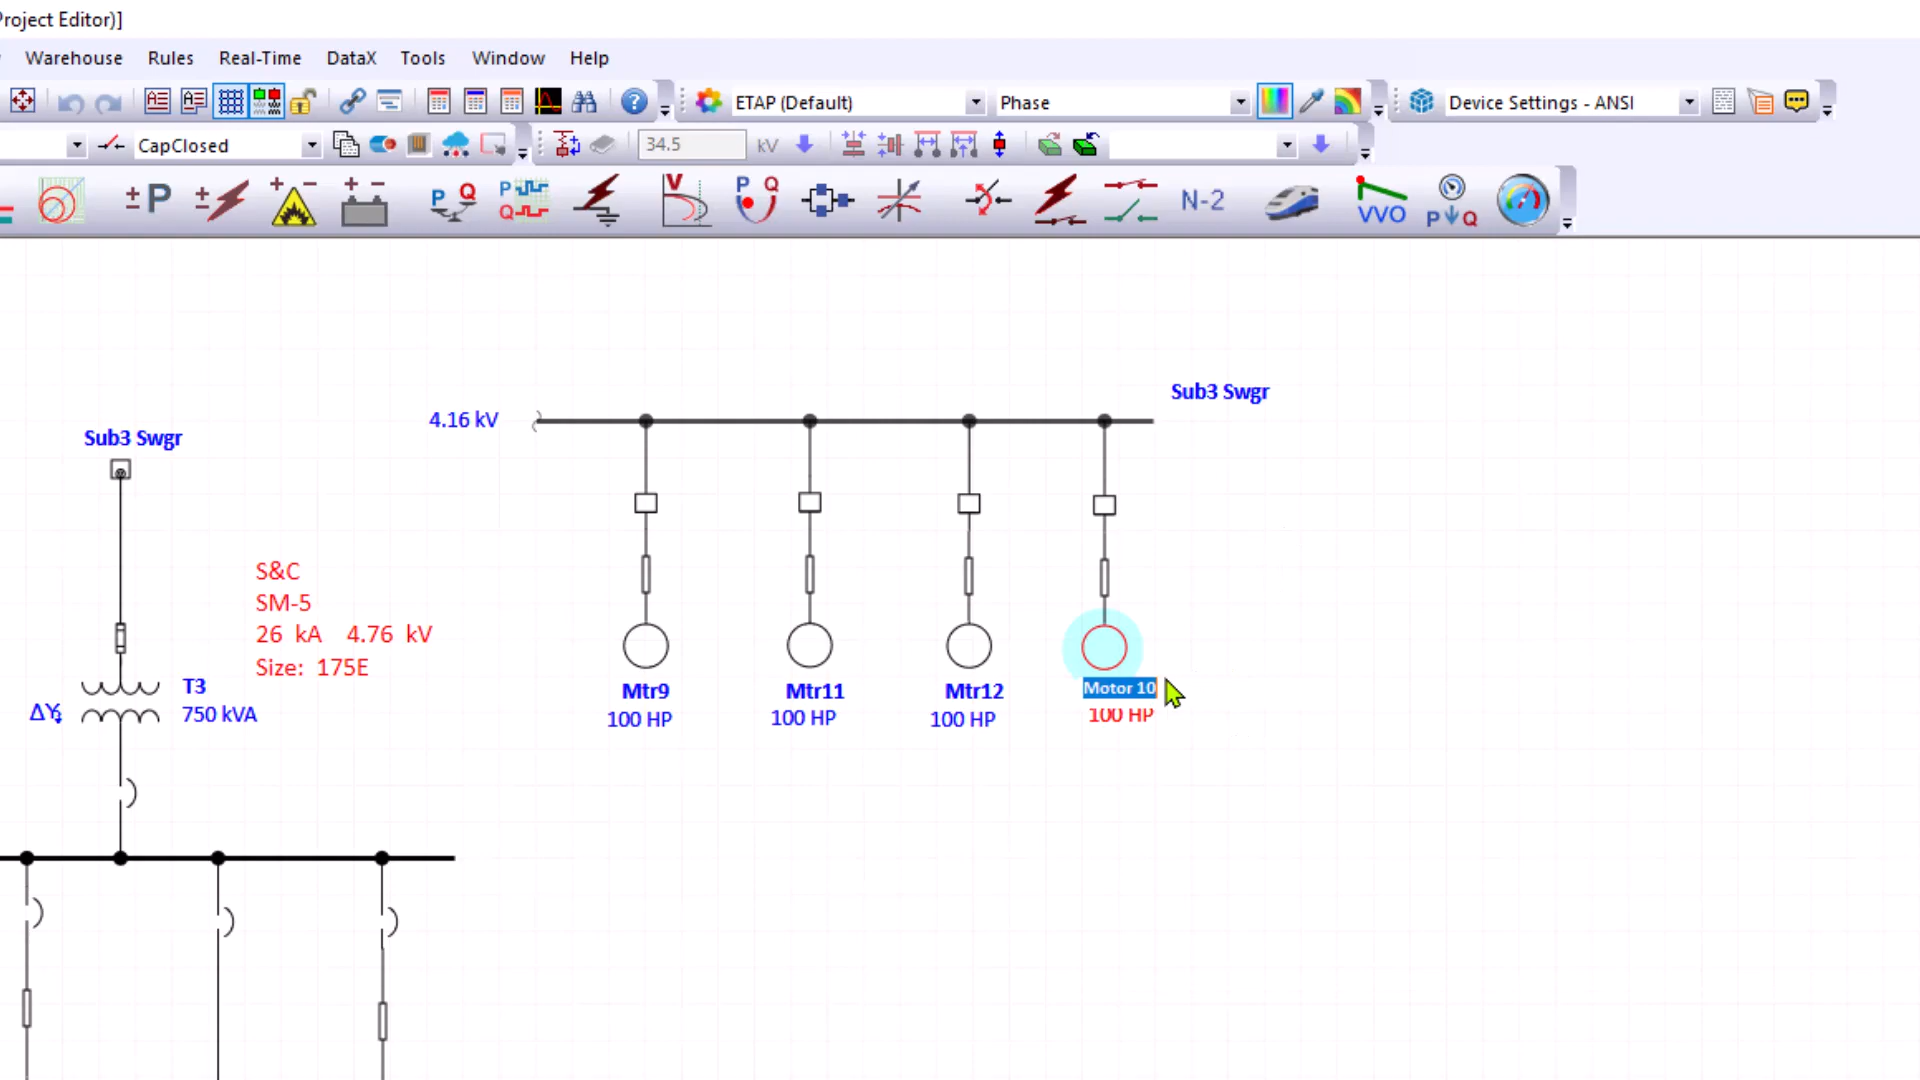 Project Editor)]
Warehouse Rules Real-Time DataX Tools Window Help
ETAP (Default) Phase Device Settings - ANSI
CapClosed 34.5 kV
P P Q P Q V P Q N-2 VVO P Q
Sub3 Swgr
4.16 kV
Sub3 Swgr
S&C
SM-5
26 kA 4.76 kV
Size: 175E
T3
750 kVA
ΔY
Mtr9 Mtr11 Mtr12 Motor 10
100 HP 100 HP 100 HP 100 HP